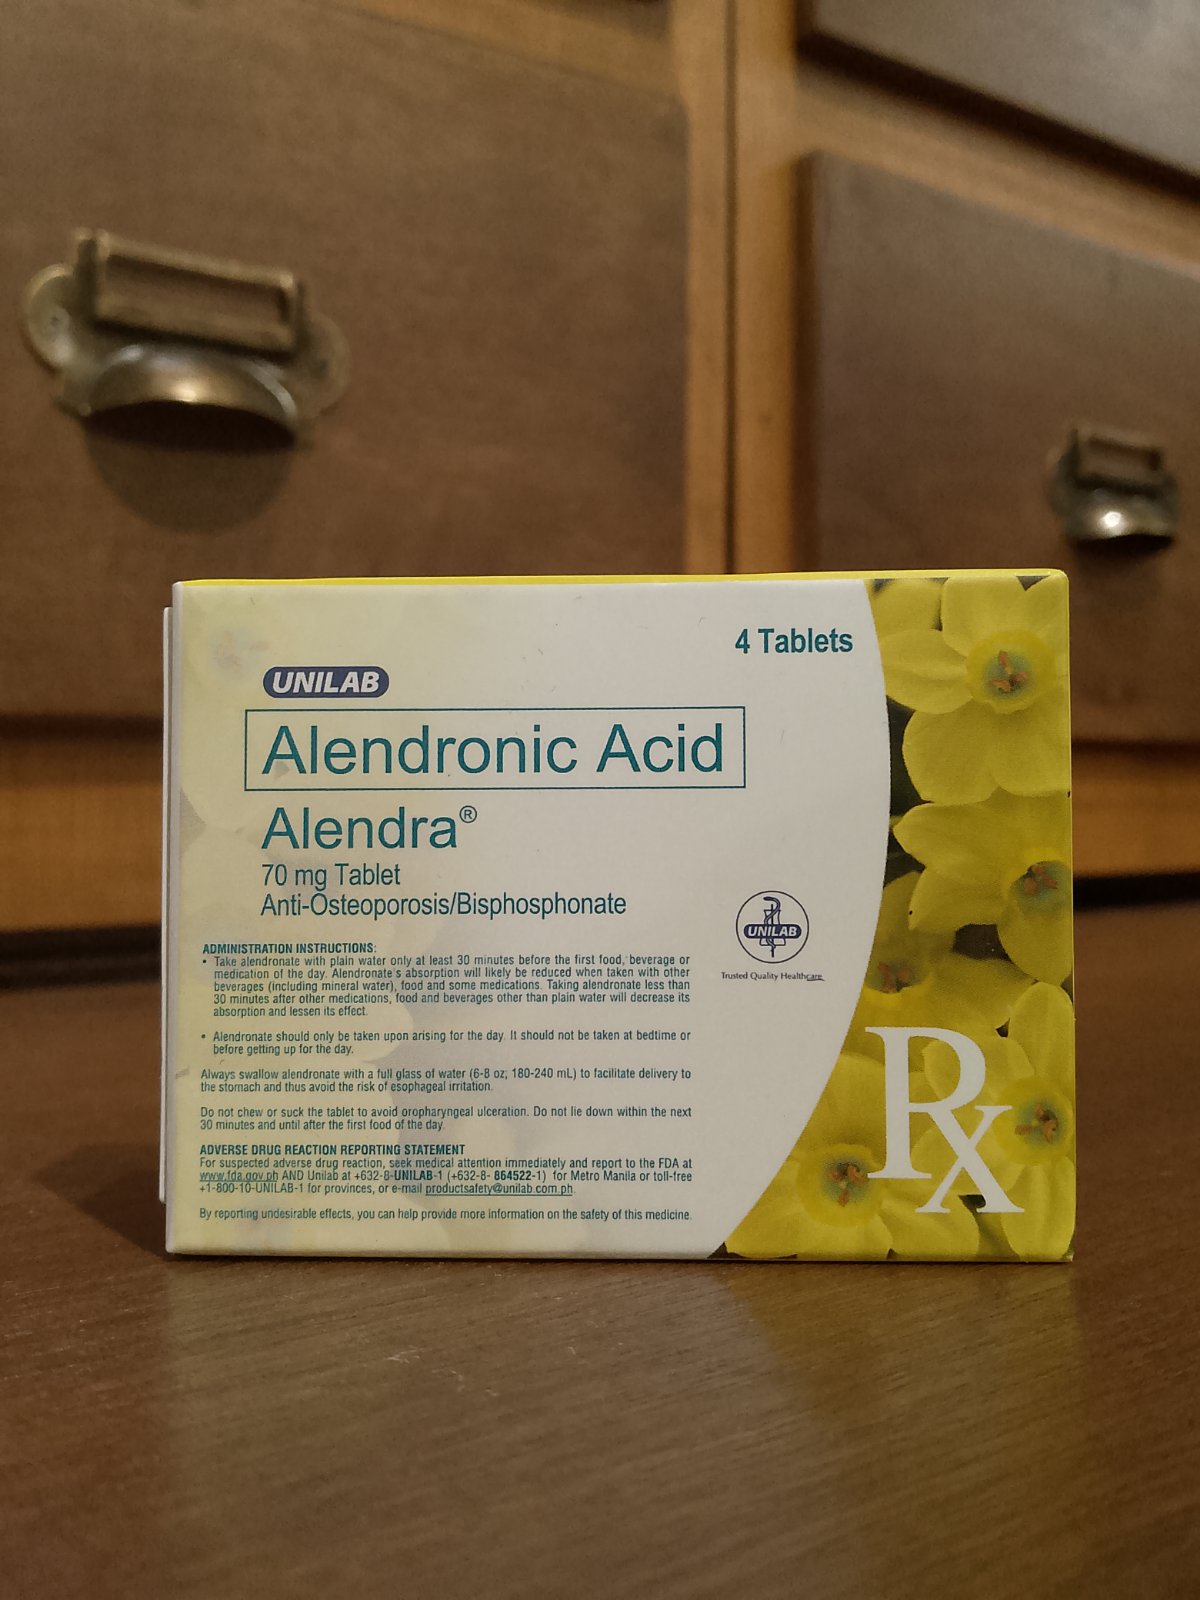 4 Tablets
UNILAB
Alendronic Acid
Alendra®
70 mg Tablet
Anti-Osteoporosis/Bisphosphonate
UNILAB
Trusted Quality Healthcare
ADMINISTRATION INSTRUCTIONS:
• Take alendronate with plain water only at least 30 minutes before the first food, beverage or
medication of the day. Alendronate's absorption will likely be reduced when taken with other
beverages (including mineral water), food and some medications. Taking alendronate less than
30 minutes after other medications, food and beverages other than plain water will decrease its
absorption and lessen its effect.
• Alendronate should only be taken upon arising for the day. It should not be taken at bedtime or
before getting up for the day.
Always swallow alendronate with a full glass of water (6-8 oz; 180-240 mL) to facilitate delivery to
the stomach and thus avoid the risk of esophageal irritation.
Do not chew or suck the tablet to avoid oropharyngeal ulceration. Do not lie down within the next
30 minutes and until after the first food of the day.
ADVERSE DRUG REACTION REPORTING STATEMENT
For suspected adverse drug reaction, seek medical attention immediately and report to the FDA at
www.fda.gov.ph AND Unilab at +632-8-UNILAB-1 (+632-8- 864522-1) for Metro Manila or toll-free
+1-800-10-UNILAB-1 for provinces, or e-mail productsafety@unilab.com.ph.
By reporting undesirable effects, you can help provide more information on the safety of this medicine.
Rx